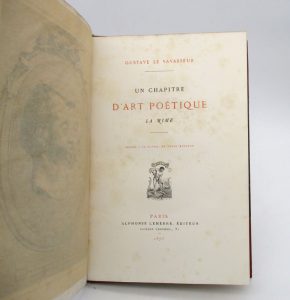 GUSTAVE LE VAVASSEUR
UN CHAPITRE
D'ART POÉTIQUE
LA RIME
PARIS
ALPHONSE LEMERRE, ÉDITEUR